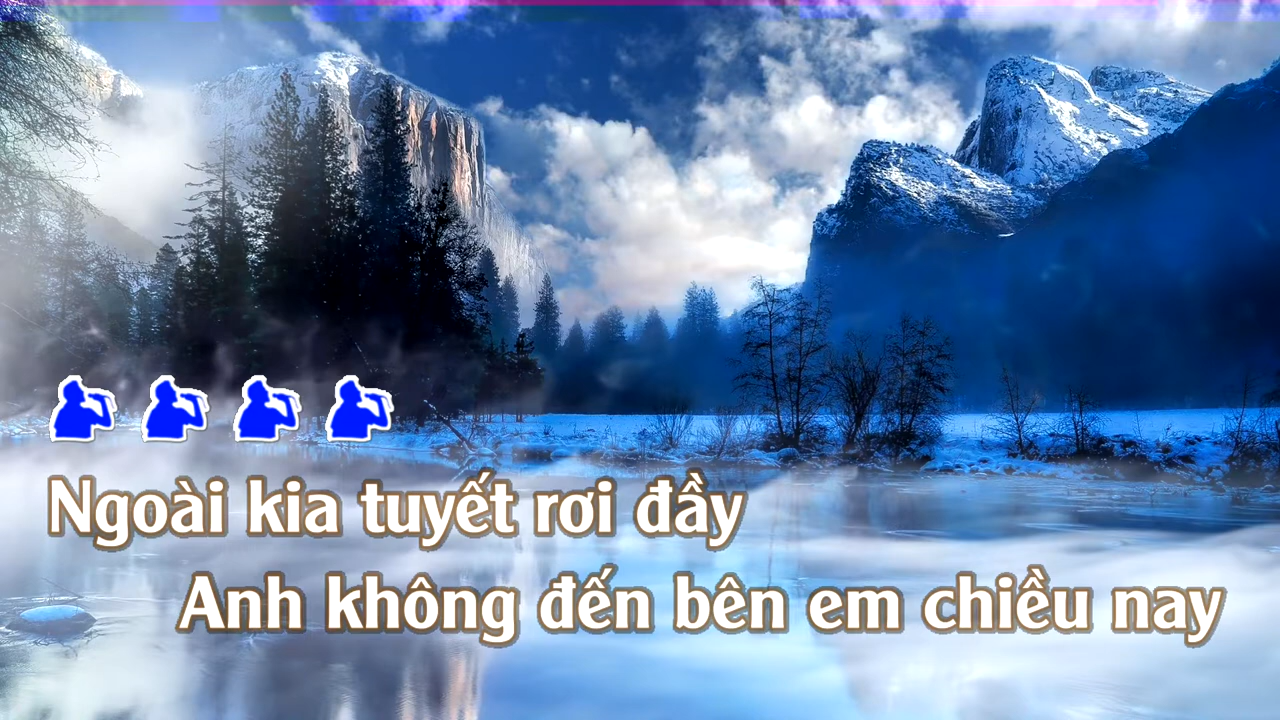 Ngoài kia tuyết rơi đầy
Anh không đến bên em chiều nay